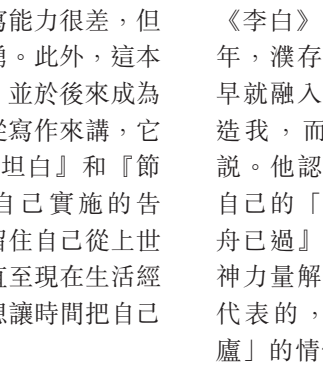 寫能力很差，但
湧。此外，這本
並於後來成為
從寫作來講，它
坦白』和『節
自己實施的告
留住自己從上世
直至現在生活經
想讓時間把自己
《李白》
年，濮存
早就融入
造我，而
説。他認
自己的「
舟已過』
神力量解
代表的，
廬」的情